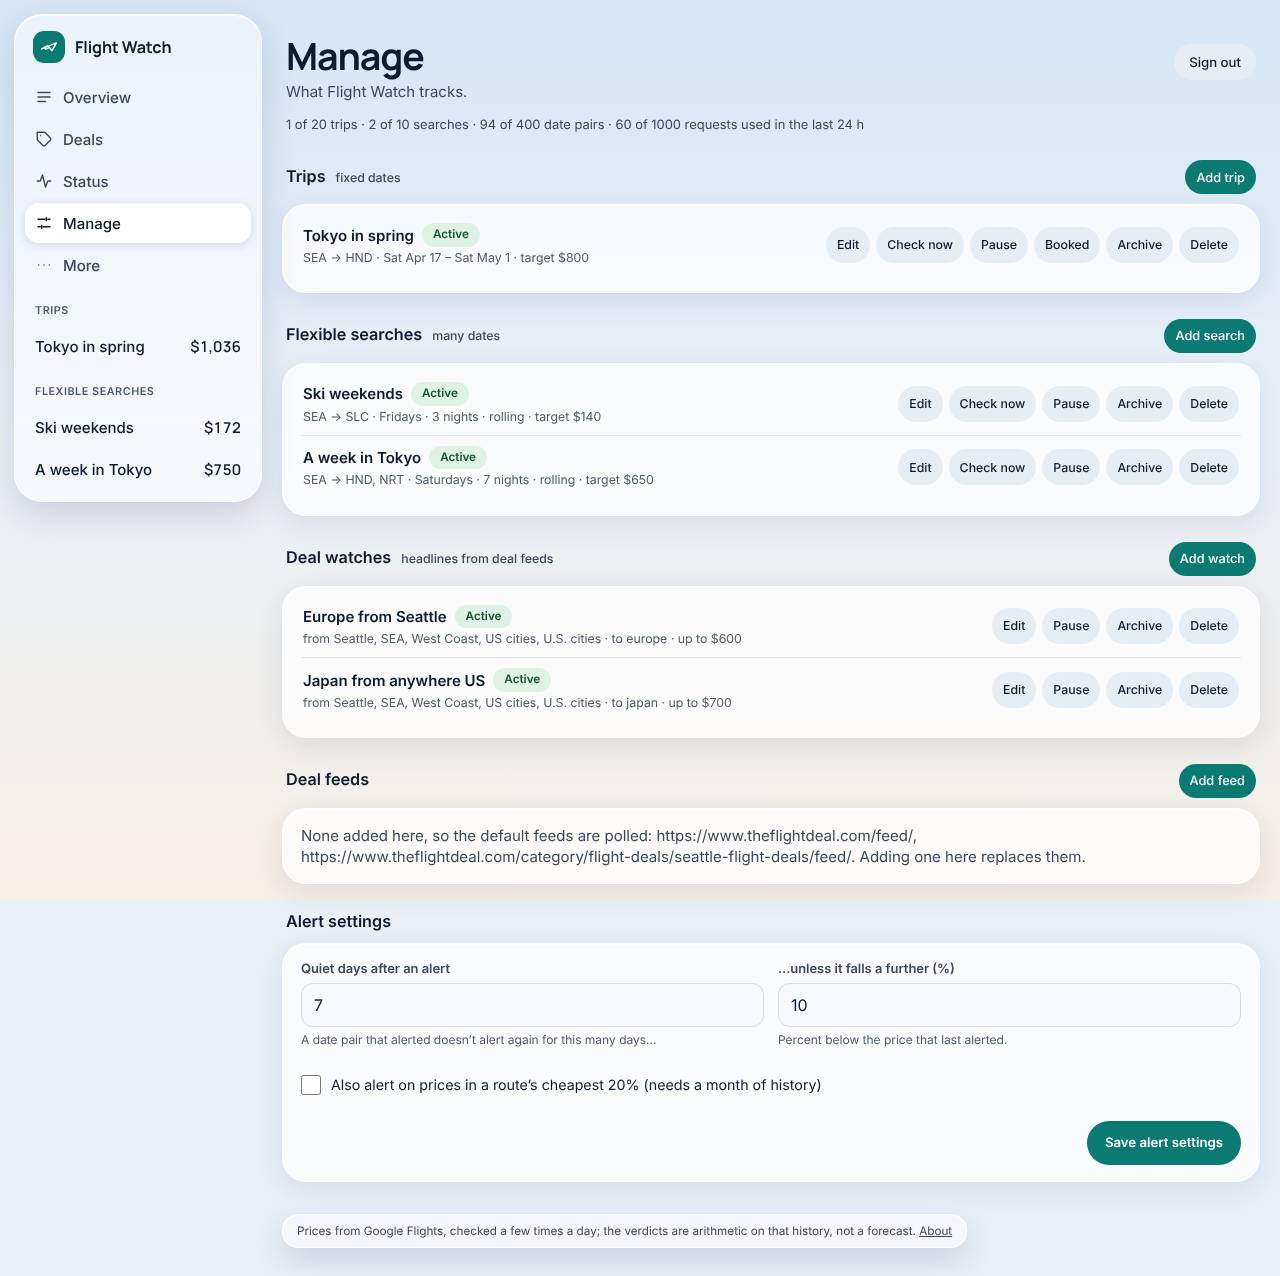 Flight Watch
Overview
Deals
Status
Manage
More
TRIPS
Tokyo in spring $1,036
FLEXIBLE SEARCHES
Ski weekends $172
A week in Tokyo $750
Manage
Sign out
What Flight Watch tracks.
1 of 20 trips · 2 of 10 searches · 94 of 400 date pairs · 60 of 1000 requests used in the last 24 h
Trips fixed dates Add trip
Tokyo in spring Active
SEA → HND · Sat Apr 17 – Sat May 1 · target $800
Edit Check now Pause Booked Archive Delete
Flexible searches many dates Add search
Ski weekends Active
SEA → SLC · Fridays · 3 nights · rolling · target $140
Edit Check now Pause Archive Delete
A week in Tokyo Active
SEA → HND, NRT · Saturdays · 7 nights · rolling · target $650
Edit Check now Pause Archive Delete
Deal watches headlines from deal feeds Add watch
Europe from Seattle Active
from Seattle, SEA, West Coast, US cities, U.S. cities · to europe · up to $600
Edit Pause Archive Delete
Japan from anywhere US Active
from Seattle, SEA, West Coast, US cities, U.S. cities · to japan · up to $700
Edit Pause Archive Delete
Deal feeds Add feed
None added here, so the default feeds are polled: https://www.theflightdeal.com/feed/,
https://www.theflightdeal.com/category/flight-deals/seattle-flight-deals/feed/. Adding one here replaces them.
Alert settings
Quiet days after an alert
7
A date pair that alerted doesn’t alert again for this many days…
…unless it falls a further (%)
10
Percent below the price that last alerted.
Also alert on prices in a route’s cheapest 20% (needs a month of history)
Save alert settings
Prices from Google Flights, checked a few times a day; the verdicts are arithmetic on that history, not a forecast. About